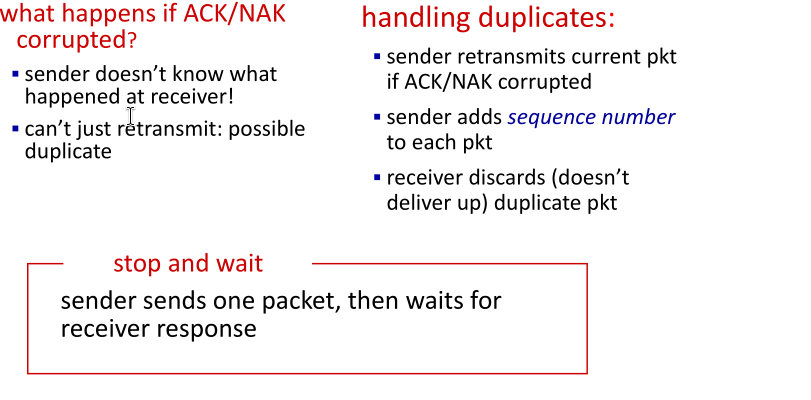 what happens if ACK/NAK
corrupted?
▪ sender doesn’t know what
happened at receiver!
▪ can’t just retransmit: possible
duplicate
handling duplicates:
▪ sender retransmits current pkt
if ACK/NAK corrupted
▪ sender adds sequence number
to each pkt
▪ receiver discards (doesn’t
deliver up) duplicate pkt
stop and wait
sender sends one packet, then waits for
receiver response